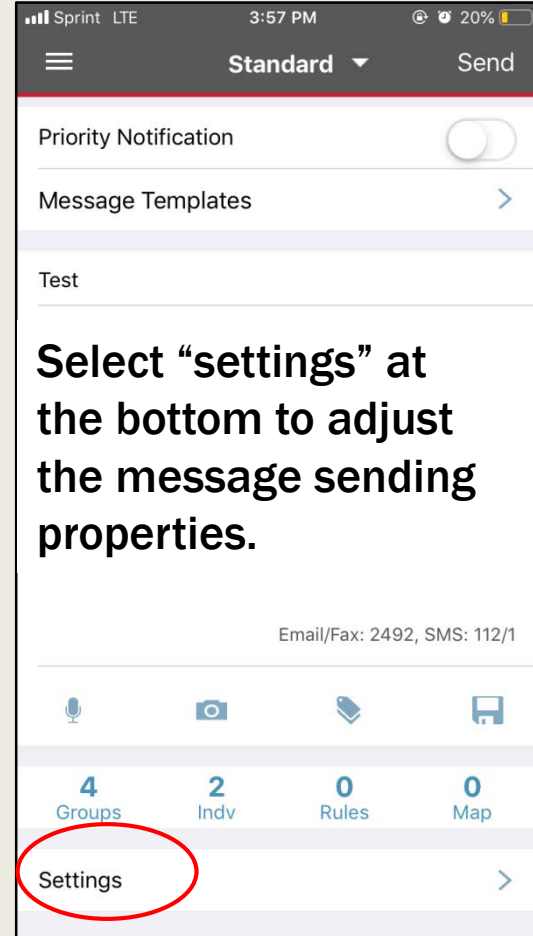 Sprint LTE 3:57 PM 20%
Standard Send
Priority Notification
Message Templates
Test
Select “settings” at
the bottom to adjust
the message sending
properties.
Email/Fax: 2492, SMS: 112/1
4 2 0 0
Groups Indv Rules Map
Settings